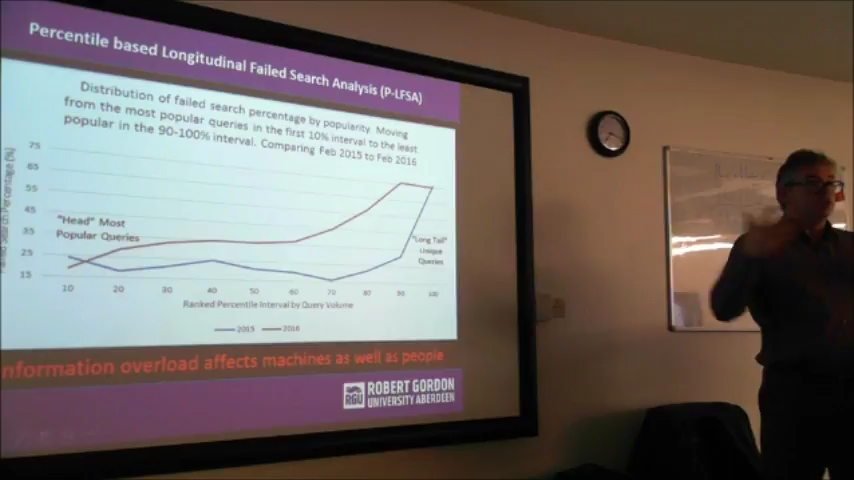 Percentile based Longitudinal Failed Search Analysis (P-LFSA)
Distribution of failed search percentage by popularity. Moving
from the most popular queries in the first 10% interval to the least
popular in the 90-100% interval. Comparing Feb 2015 to Feb 2016
75
65
55
45
35
25
15
Search Percentage (%)
"Head" Most
Popular Queries
"Long Tail"
Unique
Queries
10 20 30 40 50 60 70 80 90 100
Ranked Percentile Interval by Query Volume
2015 2016
nformation overload affects machines as well as people
RGU
ROBERT GORDON
UNIVERSITY ABERDEEN